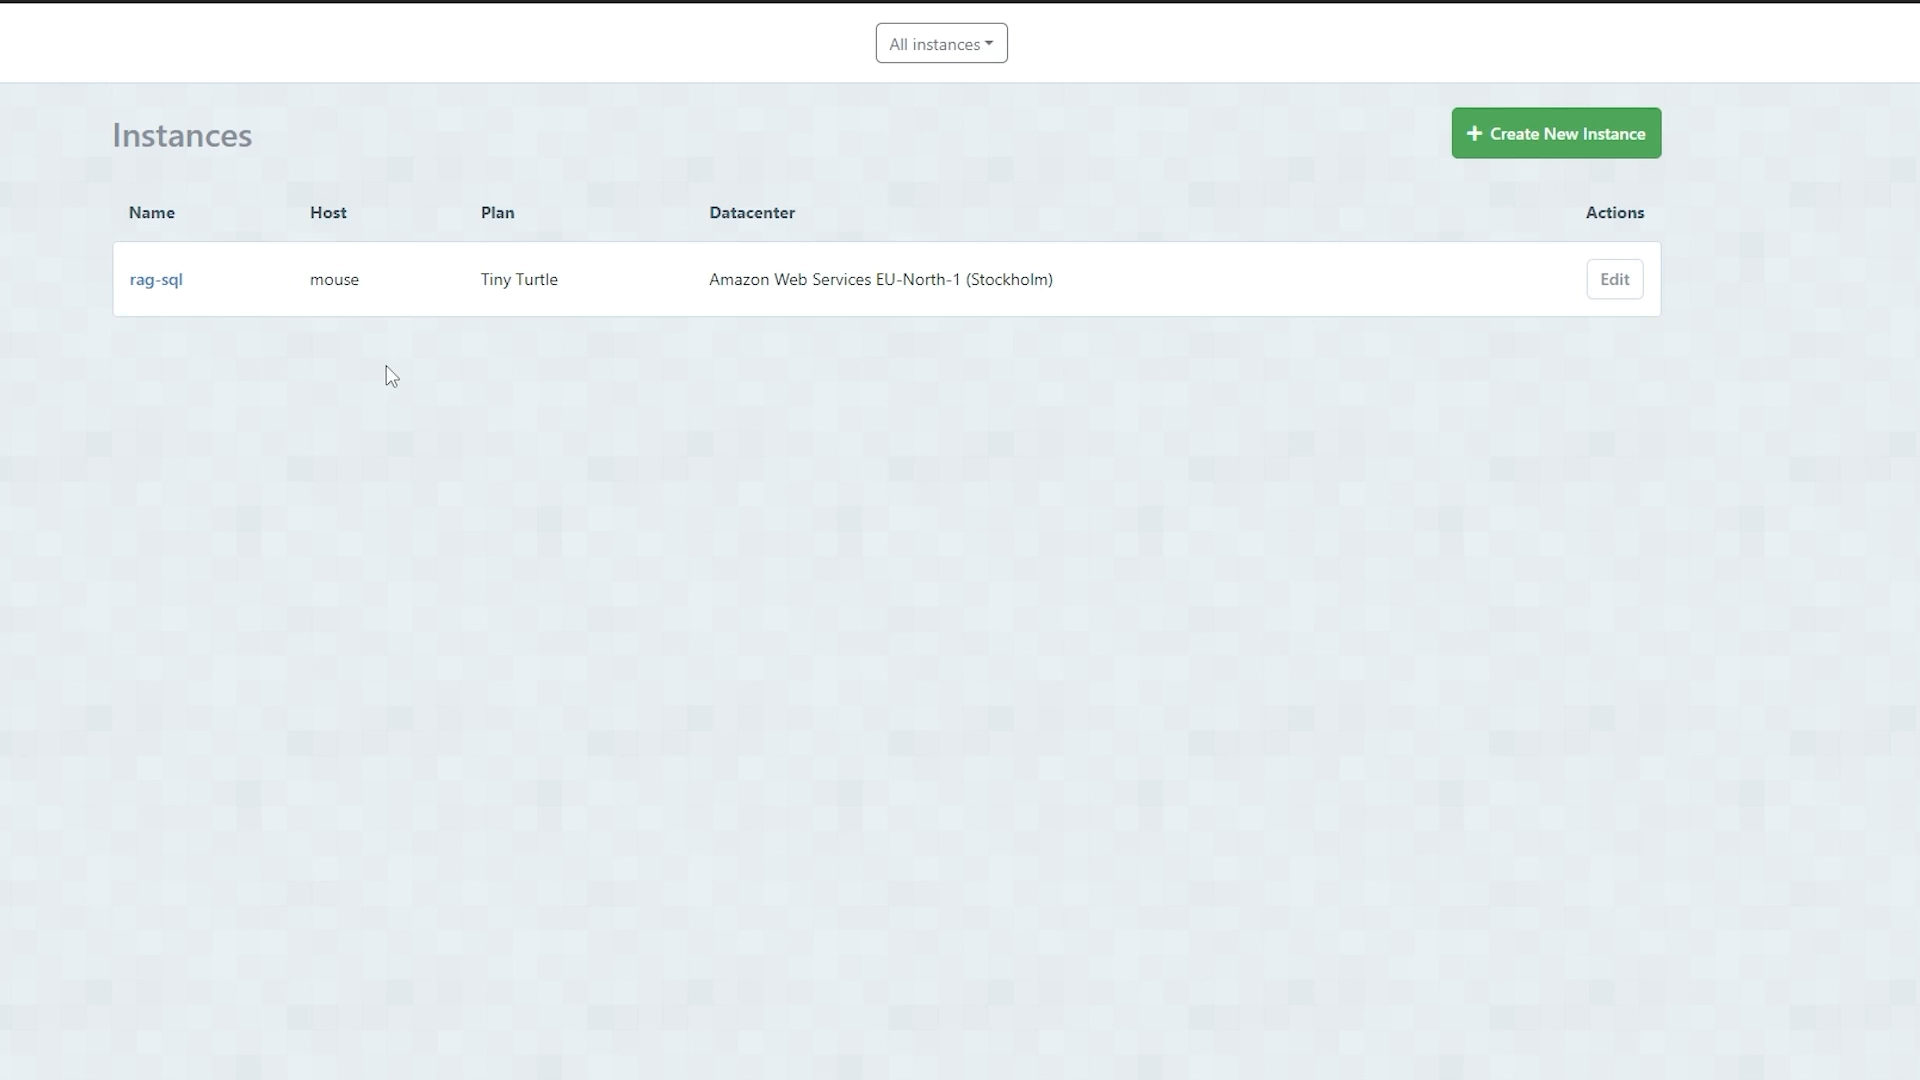 All instances
Instances
Create New Instance
Name Host Plan Datacenter Actions
rag-sql mouse Tiny Turtle Amazon Web Services EU-North-1 (Stockholm) Edit